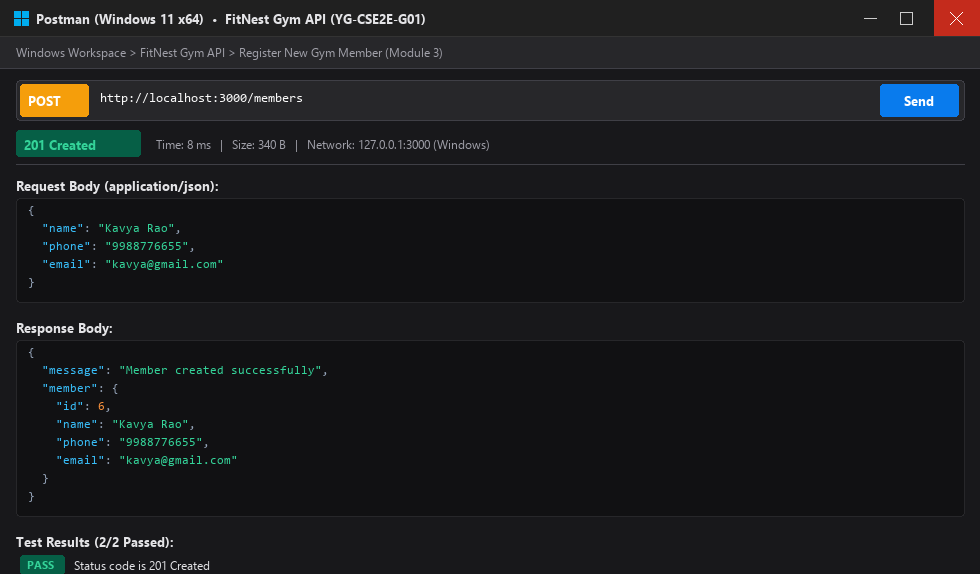 Postman (Windows 11 x64)  •  FitNest Gym API (YG-CSE2E-G01)
Windows Workspace > FitNest Gym API > Register New Gym Member (Module 3)
POST http://localhost:3000/members Send
201 Created Time: 8 ms | Size: 340 B | Network: 127.0.0.1:3000 (Windows)
Request Body (application/json):
{
  "name": "Kavya Rao",
  "phone": "9988776655",
  "email": "kavya@gmail.com"
}
Response Body:
{
  "message": "Member created successfully",
  "member": {
    "id": 6,
    "name": "Kavya Rao",
    "phone": "9988776655",
    "email": "kavya@gmail.com"
  }
}
Test Results (2/2 Passed):
PASS Status code is 201 Created